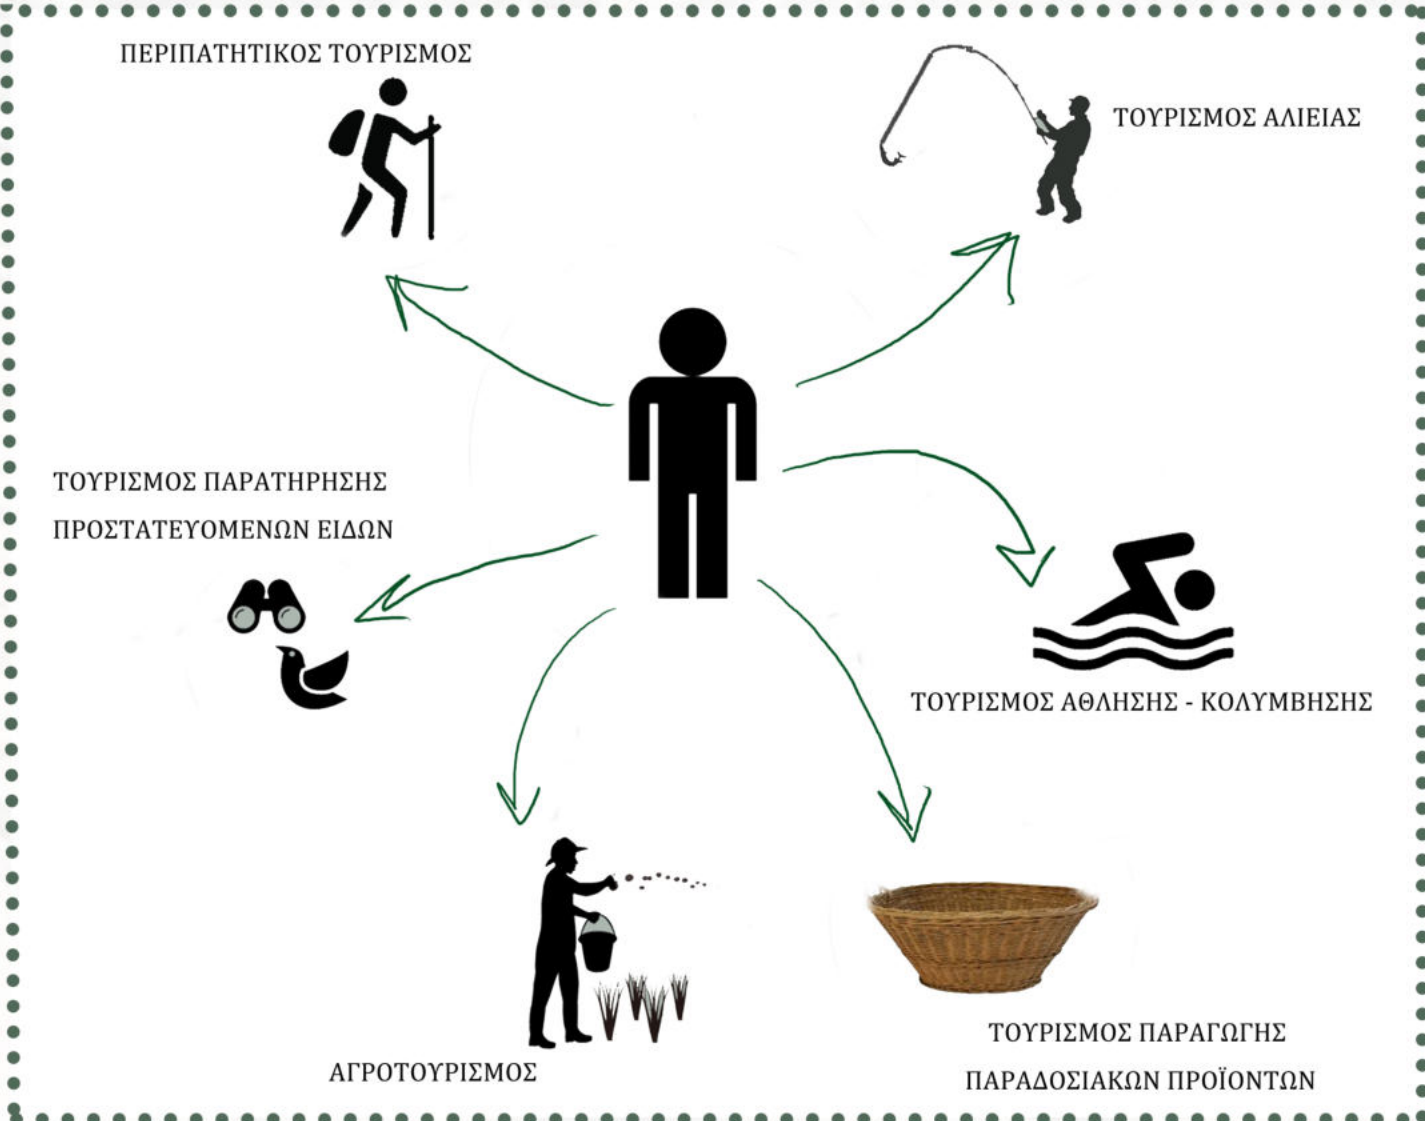 ΠΕΡΙΠΑΤΗΤΙΚΟΣ ΤΟΥΡΙΣΜΟΣ
ΤΟΥΡΙΣΜΟΣ ΑΛΙΕΙΑΣ
ΤΟΥΡΙΣΜΟΣ ΠΑΡΑΤΗΡΗΣΗΣ
ΠΡΟΣΤΑΤΕΥΟΜΕΝΩΝ ΕΙΔΩΝ
ΤΟΥΡΙΣΜΟΣ ΑΘΛΗΣΗΣ - ΚΟΛΥΜΒΗΣΗΣ
ΑΓΡΟΤΟΥΡΙΣΜΟΣ
ΤΟΥΡΙΣΜΟΣ ΠΑΡΑΓΩΓΗΣ
ΠΑΡΑΔΟΣΙΑΚΩΝ ΠΡΟΪΟΝΤΩΝ